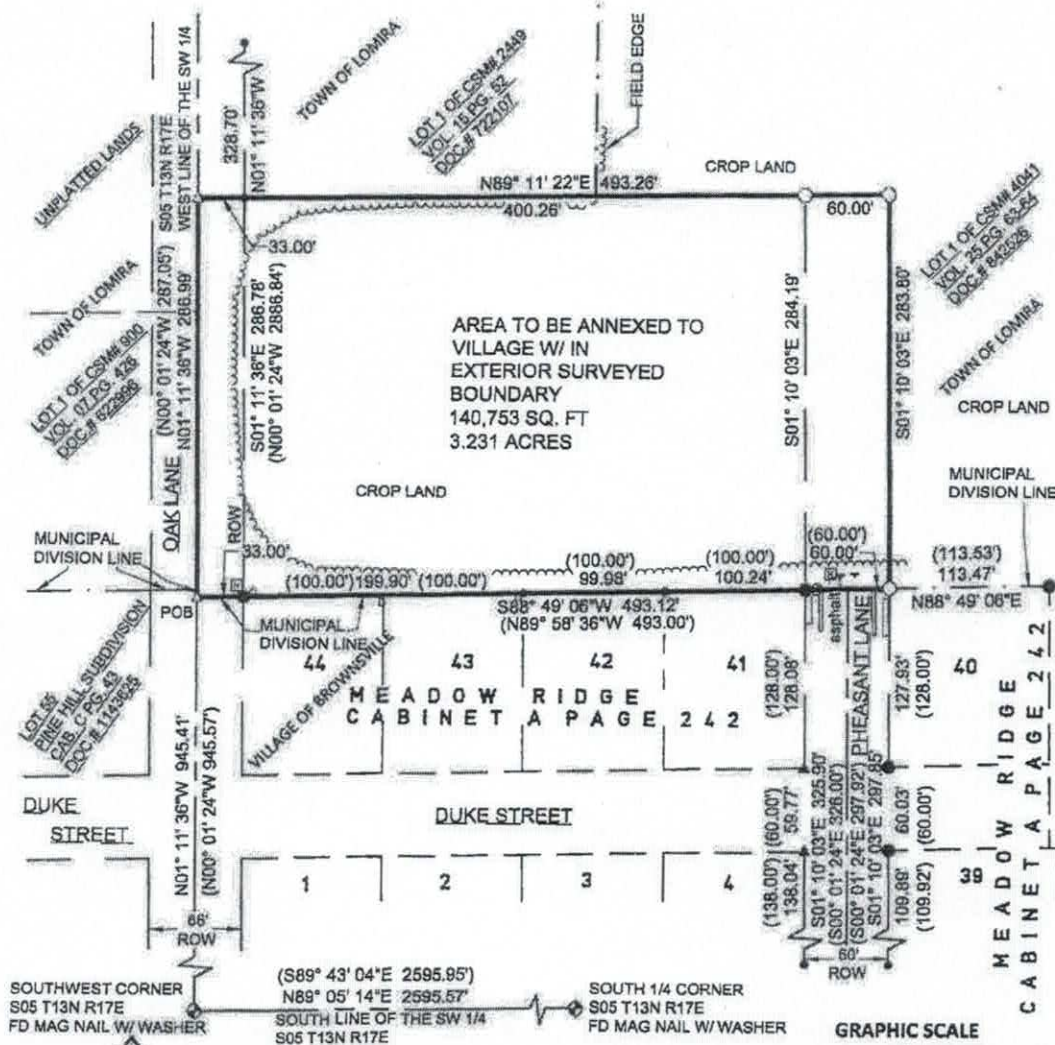 UNPLATTED LANDS
S05 T13N R17E
WEST LINE OF THE SW 1/4
328.70'
N01° 11' 36"W
TOWN OF LOMIRA
LOT 1 OF CSM# 2449
VOL. 15 PG. 52
DOC.# 722107
FIELD EDGE
CROP LAND
N89° 11' 22"E 493.26'
400.26'
60.00'
33.00'
LOT 1 OF CSM# 4041
VOL. 25 PG. 63-64
DOC.# 842526
TOWN OF LOMIRA
LOT 1 OF CSM# 900
VOL. 07 PG. 426
DOC.# 622996
(N00° 01' 24"W 287.05')
N01° 11' 36"W 286.99'
S01° 11' 36"E 286.78'
(N00° 01' 24"W 2886.84')
AREA TO BE ANNEXED TO
VILLAGE W/ IN
EXTERIOR SURVEYED
BOUNDARY
140,753 SQ. FT
3.231 ACRES
S01° 10' 03"E 284.19'
S01° 10' 03"E 283.80'
TOWN OF LOMIRA
CROP LAND
CROP LAND
MUNICIPAL
DIVISION LINE
OAK LANE
MUNICIPAL
DIVISION LINE
ROW
33.00'
(100.00') 199.90' (100.00')
(100.00')
99.98'
(100.00')
100.24'
(60.00')
60.00'
(113.53')
113.47'
N88° 49' 06"E
POB
S88° 49' 06"W 493.12'
(N89° 58' 36"W 493.00')
MUNICIPAL
DIVISION LINE
asphalt
PHEASANT LANE
LOT 55
PINE HILL SUBDIVISION
CAB. C PG. 43
DOC.# 1143625
VILLAGE OF BROWNSVILLE
44 43 42 41 40
MEADOW RIDGE
CABINET A PAGE 242
(128.00')
128.08'
127.93'
(128.00')
MEADOW RIDGE
CABINET A PAGE 242
N01° 11' 36"W 945.41'
(N00° 01' 24"W 945.57')
DUKE
STREET
DUKE STREET
(60.00')
59.77'
S01° 10' 03"E 325.90'
(S00° 01' 24"E 326.00')
(S00° 01' 24"E 297.92')
S01° 10' 03"E 297.85'
60.03'
(60.00')
1 2 3 4 39
(138.00')
138.04'
109.89'
(109.92')
66'
ROW
60'
ROW
SOUTHWEST CORNER
S05 T13N R17E
FD MAG NAIL W/ WASHER
(S89° 43' 04"E 2595.95')
N89° 05' 14"E 2595.57'
SOUTH LINE OF THE SW 1/4
S05 T13N R17E
SOUTH 1/4 CORNER
S05 T13N R17E
FD MAG NAIL W/ WASHER
GRAPHIC SCALE